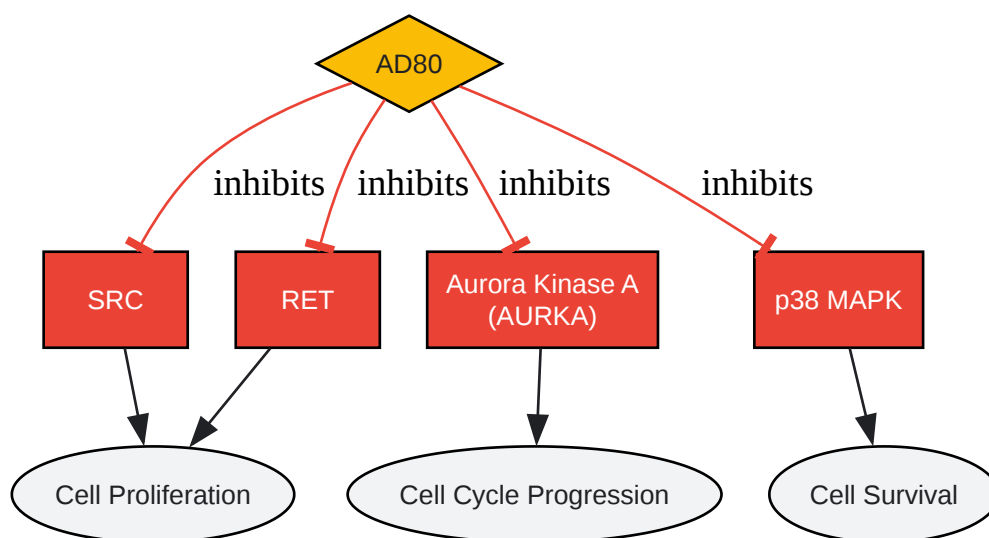 AD80
inhibits
inhibits
inhibits
inhibits
SRC
RET
Aurora Kinase A
(AURKA)
p38 MAPK
Cell Proliferation
Cell Cycle Progression
Cell Survival